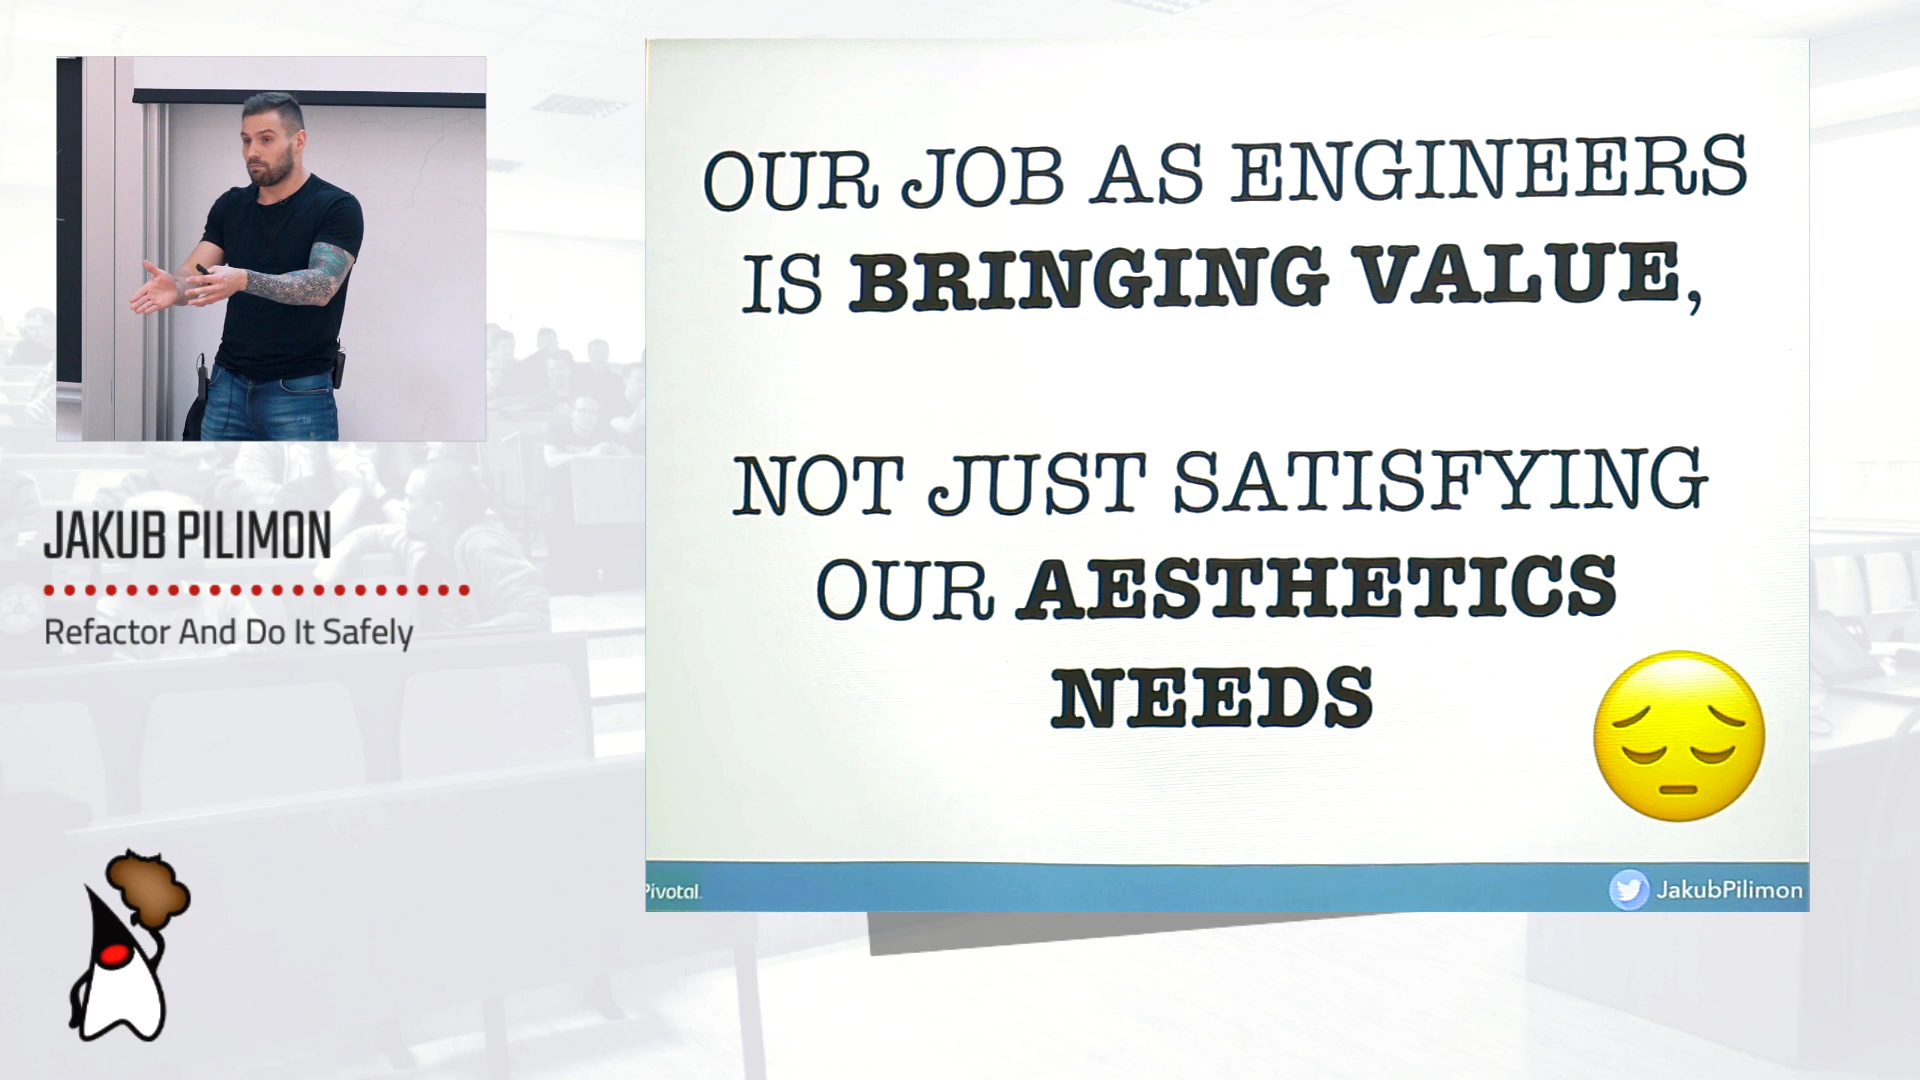 JAKUB PILIMON
Refactor And Do It Safely
OUR JOB AS ENGINEERS
IS BRINGING VALUE,
NOT JUST SATISFYING
OUR AESTHETICS
NEEDS
Pivotal.
JakubPilimon